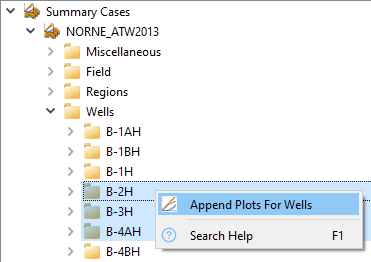 Summary Cases
NORNE_ATW2013
Miscellaneous
Field
Regions
Wells
B-1AH
B-1BH
B-1H
B-2H
Append Plots For Wells
B-3H
B-4AH
Search Help F1
B-4BH